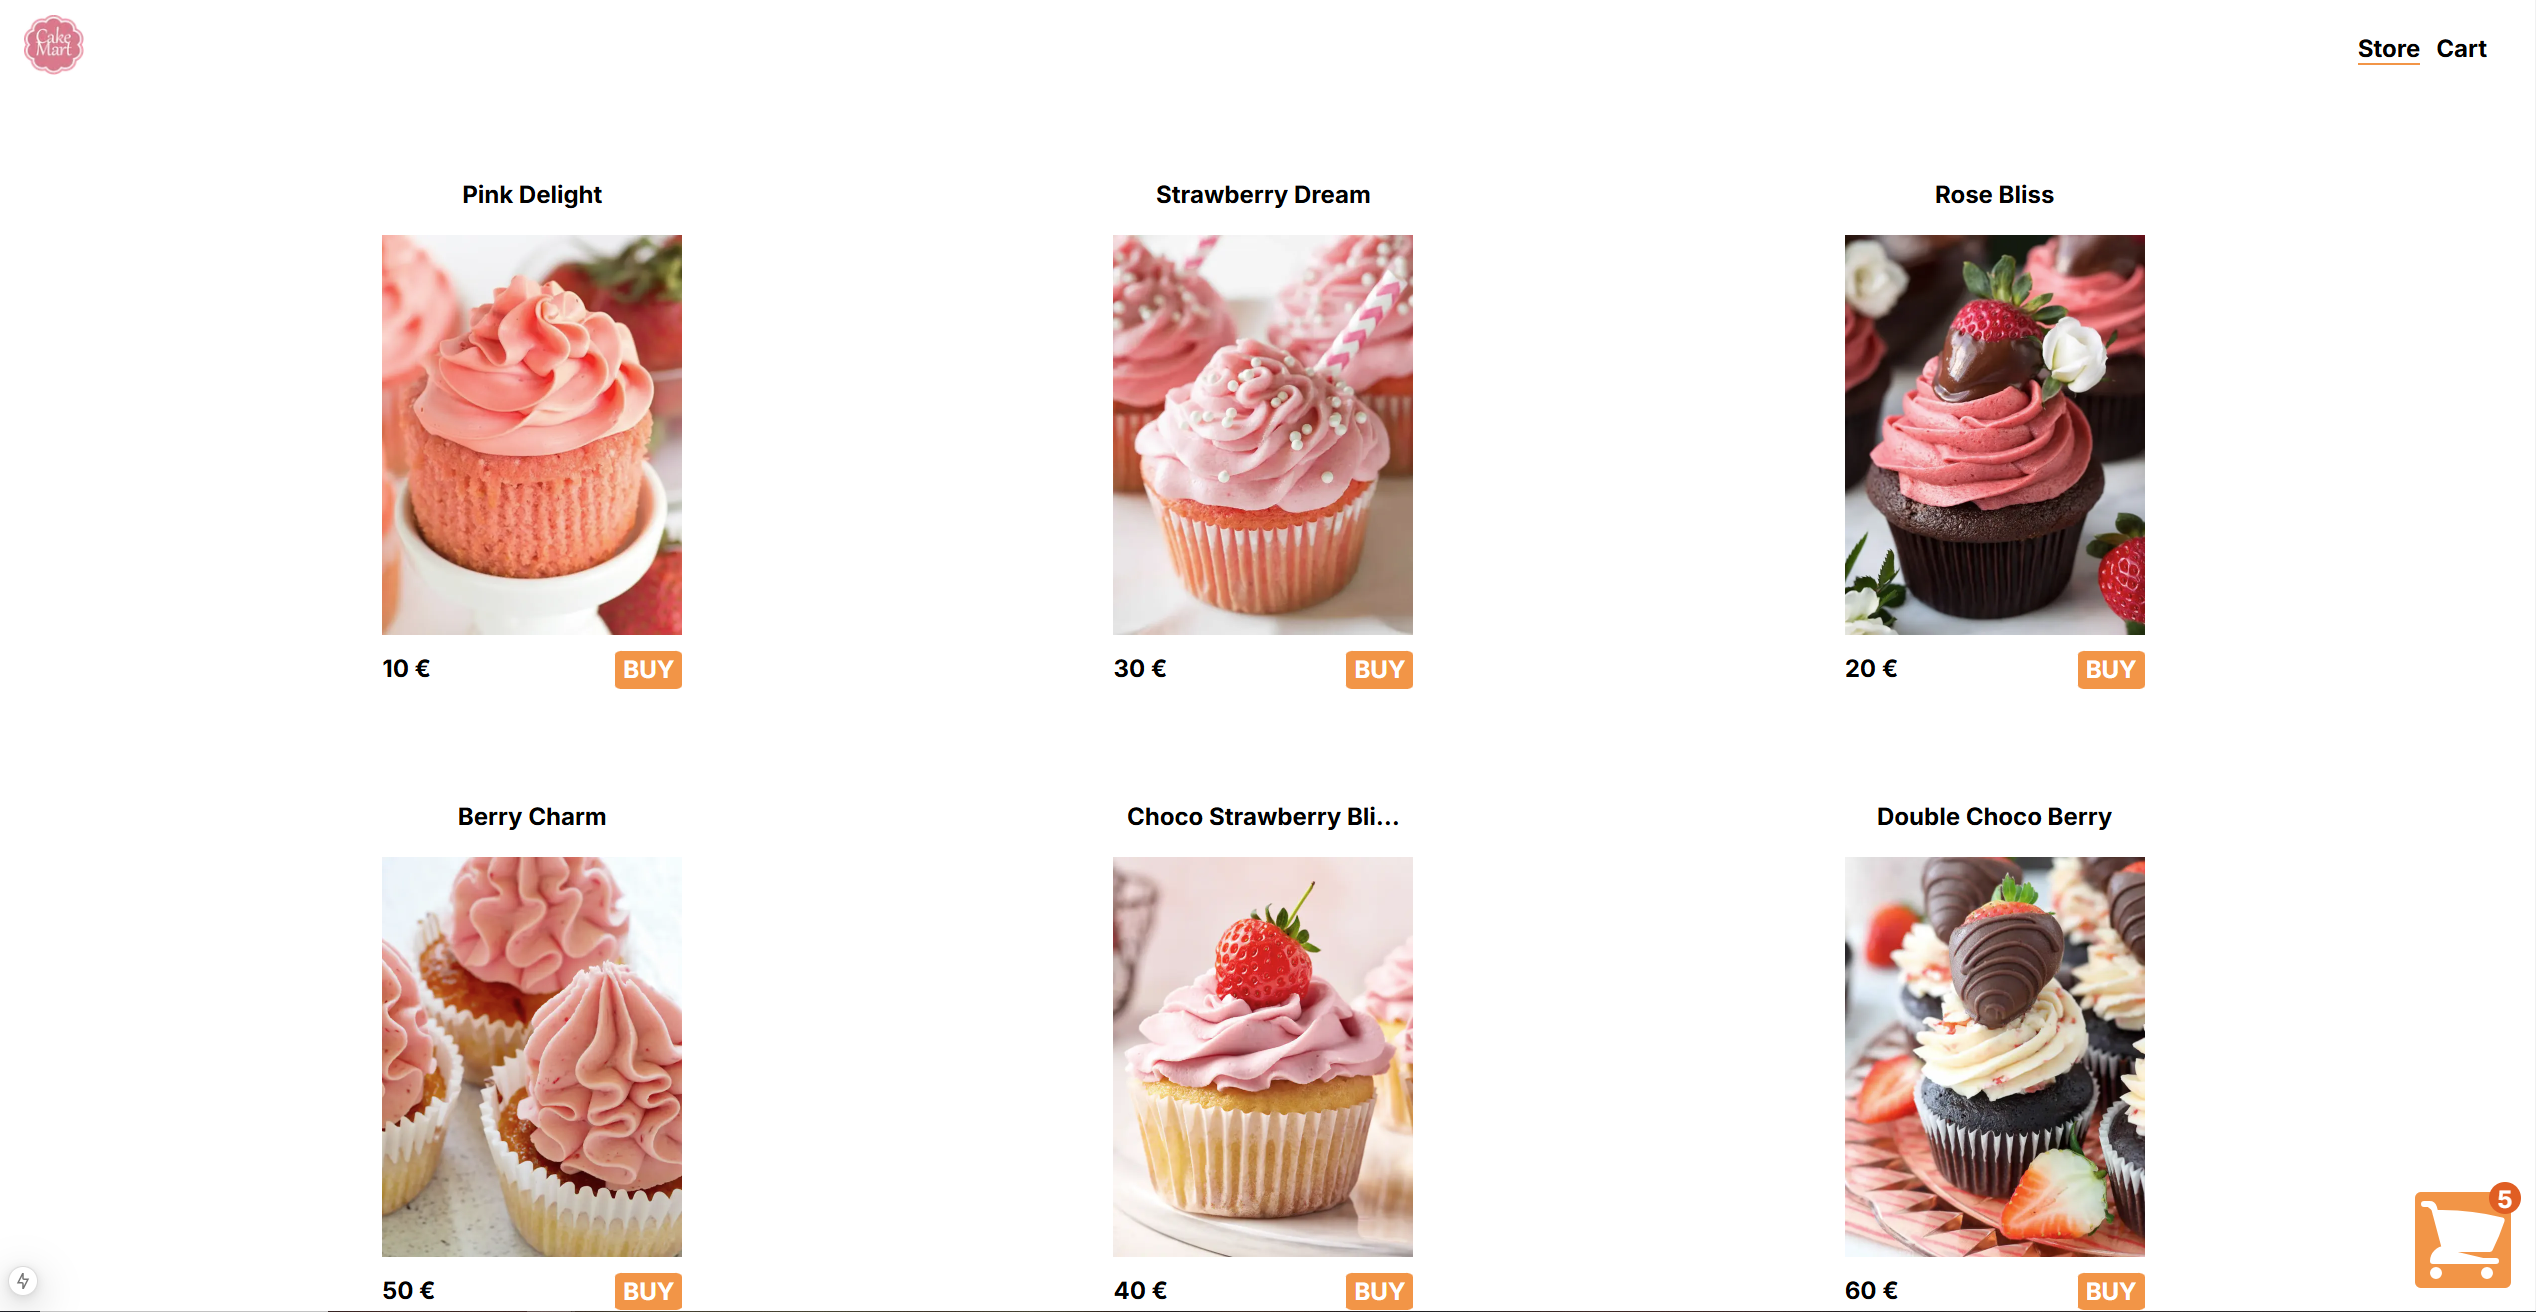 Cake
Mart
Store Cart
Pink Delight
Strawberry Dream
Rose Bliss
10 €
BUY
30 €
BUY
20 €
BUY
Berry Charm
Choco Strawberry Bli...
Double Choco Berry
50 €
BUY
40 €
BUY
60 €
BUY
5